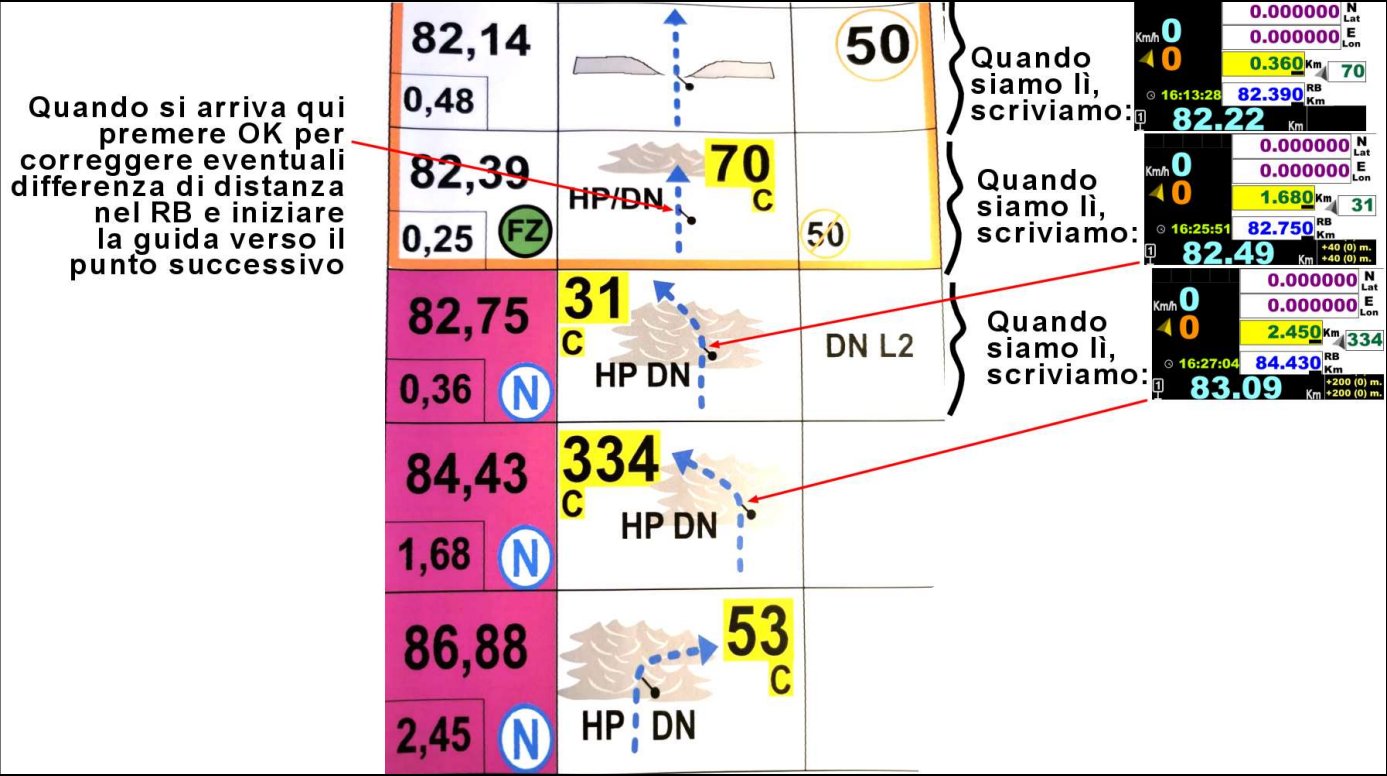 Quando si arriva qui
premere OK per
correggere eventuali
differenza di distanza
nel RB e iniziare
la guida verso il
punto successivo
82,14
0,48
50
82,39
0,25
FZ
HP/DN
70
C
50
82,75
0,36
N
31
C
HP DN
DN L2
84,43
1,68
N
334
C
HP DN
86,88
2,45
N
53
C
HP DN
Quando
siamo lì,
scriviamo:
Km/h 0
0
16:13:28
1
0.000000 N Lat
0.000000 E Lon
0.360 Km 70
82.390 RB Km
82.22 Km
Quando
siamo lì,
scriviamo:
Km/h 0
0
16:25:51
1
0.000000 N Lat
0.000000 E Lon
1.680 Km 31
82.750 RB Km
82.49 Km
+40 (0) m.
+40 (0) m.
Quando
siamo lì,
scriviamo:
Km/h 0
0
16:27:04
1
0.000000 N Lat
0.000000 E Lon
2.450 Km 334
84.430 RB Km
83.09 Km
+200 (0) m.
+200 (0) m.